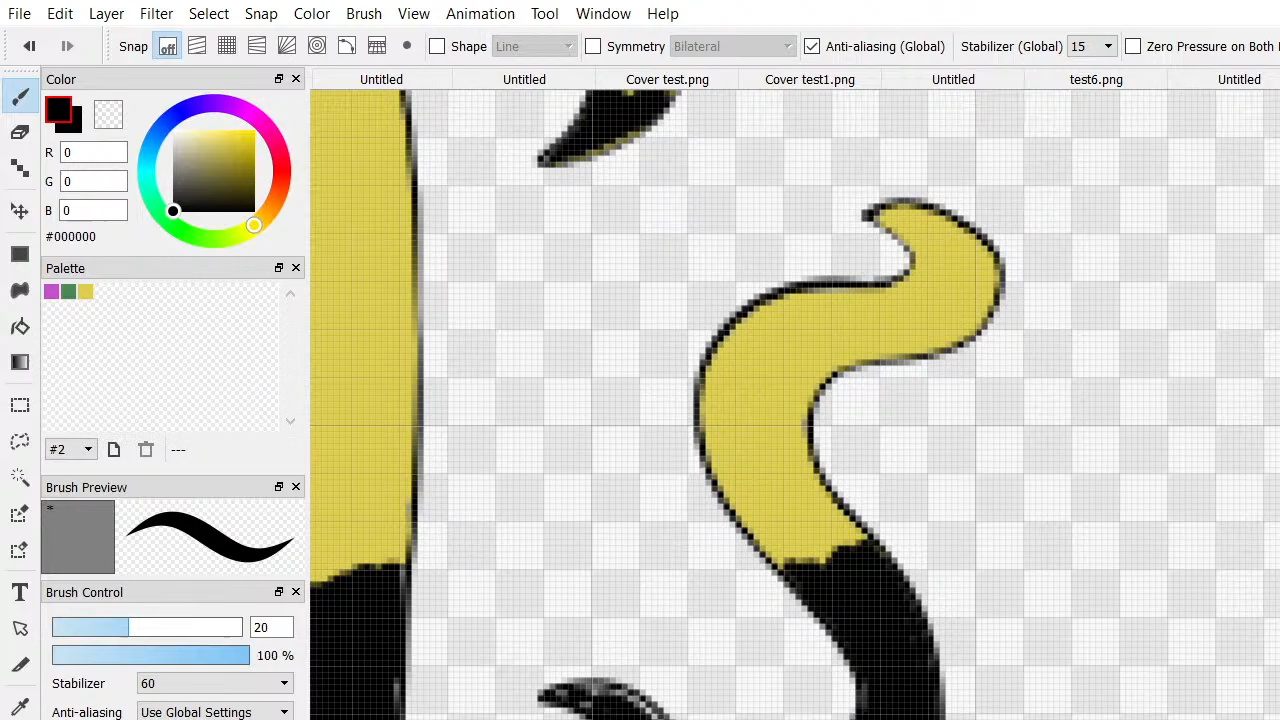 File Edit Layer Filter Select Snap Color Brush View Animation Tool Window Help
Snap off Shape Line Symmetry Bilateral Anti-aliasing (Global) Stabilizer (Global) 15 Zero Pressure on Both
Color
Untitled Untitled Cover test.png Cover test1.png Untitled test6.png Untitled
R 0
G 0
B 0
#000000
Palette
#2 ---
Brush Preview
*
Brush Control
20
100 %
Stabilizer
Use Global Settings